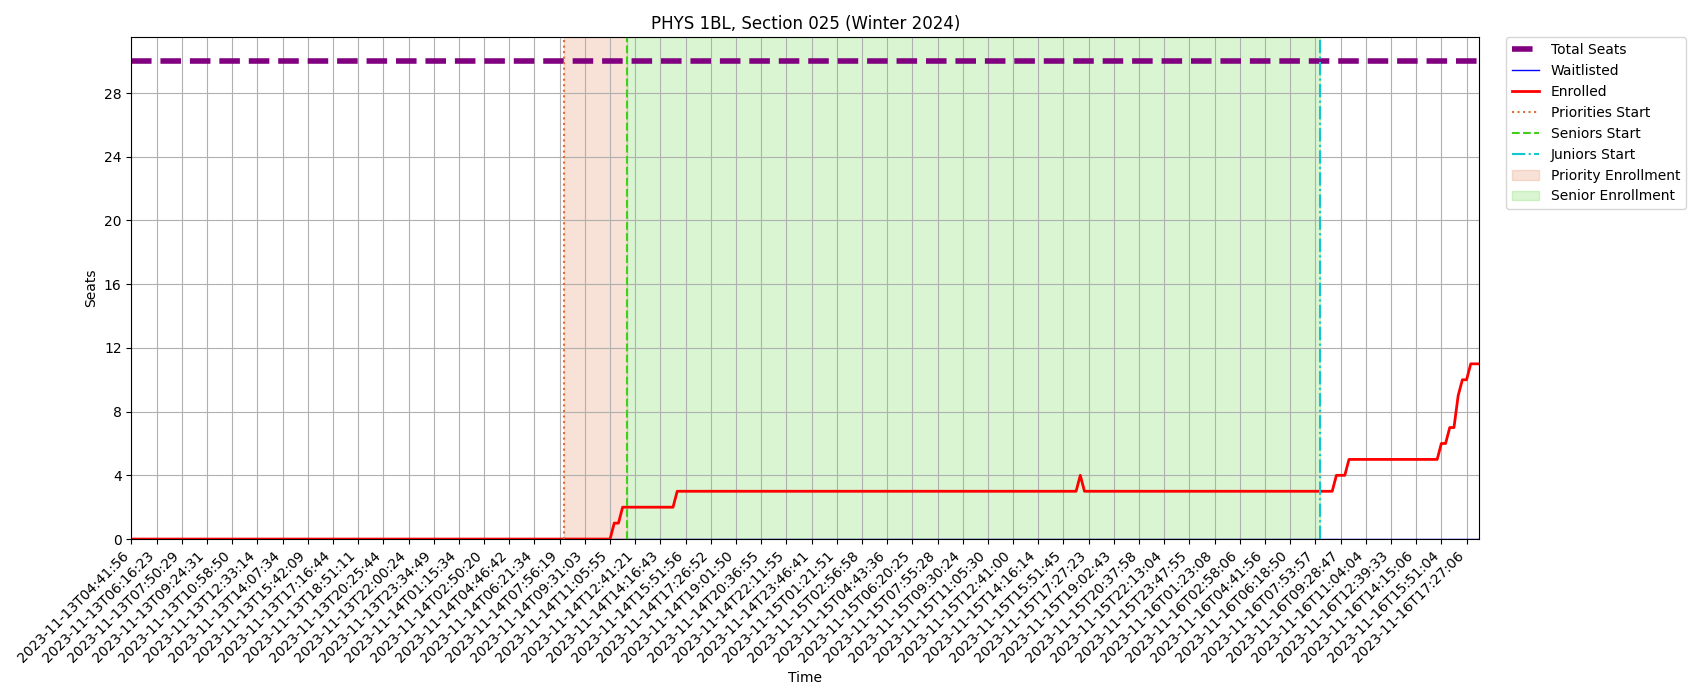 PHYS 1BL, Section 025 (Winter 2024)
Total Seats
Waitlisted
Enrolled
Priorities Start
Seniors Start
Juniors Start
Priority Enrollment
Senior Enrollment
Seats
28
24
20
16
12
8
4
0
2023-11-13T04:41:56
2023-11-13T06:16:23
2023-11-13T07:50:29
2023-11-13T09:24:31
2023-11-13T10:58:50
2023-11-13T12:33:14
2023-11-13T14:07:34
2023-11-13T15:42:09
2023-11-13T17:16:44
2023-11-13T18:51:11
2023-11-13T20:25:44
2023-11-13T22:00:24
2023-11-13T23:34:49
2023-11-14T01:15:34
2023-11-14T02:50:20
2023-11-14T04:46:42
2023-11-14T06:21:34
2023-11-14T07:56:19
2023-11-14T09:31:03
2023-11-14T11:05:55
2023-11-14T12:41:21
2023-11-14T14:16:43
2023-11-14T15:51:56
2023-11-14T17:26:52
2023-11-14T19:01:50
2023-11-14T20:36:55
2023-11-14T22:11:55
2023-11-14T23:46:41
2023-11-15T01:21:51
2023-11-15T02:56:58
2023-11-15T04:43:36
2023-11-15T06:20:25
2023-11-15T07:55:28
2023-11-15T09:30:24
2023-11-15T11:05:30
2023-11-15T12:41:00
2023-11-15T14:16:14
2023-11-15T15:51:45
2023-11-15T17:27:23
2023-11-15T19:02:43
2023-11-15T20:37:58
2023-11-15T22:13:04
2023-11-15T23:47:55
2023-11-16T01:23:08
2023-11-16T02:58:06
2023-11-16T04:41:56
2023-11-16T06:18:50
2023-11-16T07:53:57
2023-11-16T09:28:47
2023-11-16T11:04:04
2023-11-16T12:39:33
2023-11-16T14:15:06
2023-11-16T15:51:04
2023-11-16T17:27:06
Time